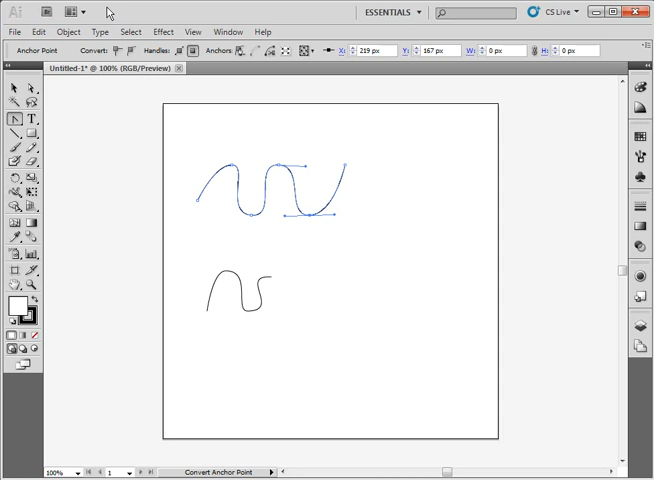 Ai ESSENTIALS CS Live
File Edit Object Type Select Effect View Window Help
Anchor Point Convert: Handles: Anchors: X: 219 px Y: 167 px W: 0 px H: 0 px
Untitled-1* @ 100% (RGB/Preview)
T
100% 1 Convert Anchor Point